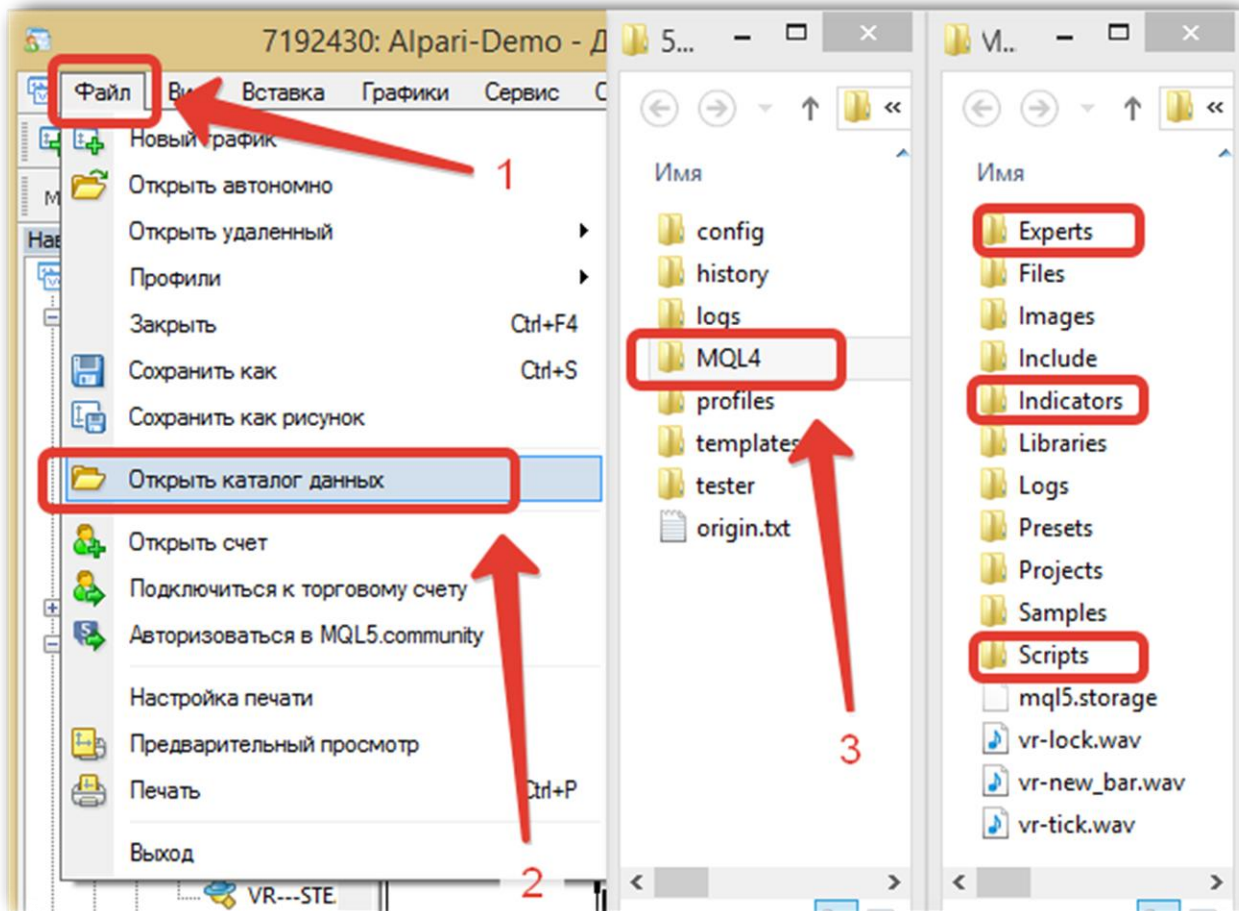 7192430: Alpari-Demo - Д
Файл
Вставка
Графики
Сервис
С
1
Новый график
Открыть автономно
Открыть удаленный
Профили
Закрыть Ctrl+F4
Сохранить как Ctrl+S
Сохранить как рисунок
Открыть каталог данных
Открыть счет
Подключиться к торговому счету
Авторизоваться в MQL5.community
Настройка печати
Предварительный просмотр
Печать Ctrl+P
Выход
2
VR---STE
5...
Имя
config
history
logs
MQL4
profiles
templates
tester
origin.txt
3
M...
Имя
Experts
Files
Images
Include
Indicators
Libraries
Logs
Presets
Projects
Samples
Scripts
mql5.storage
vr-lock.wav
vr-new_bar.wav
vr-tick.wav